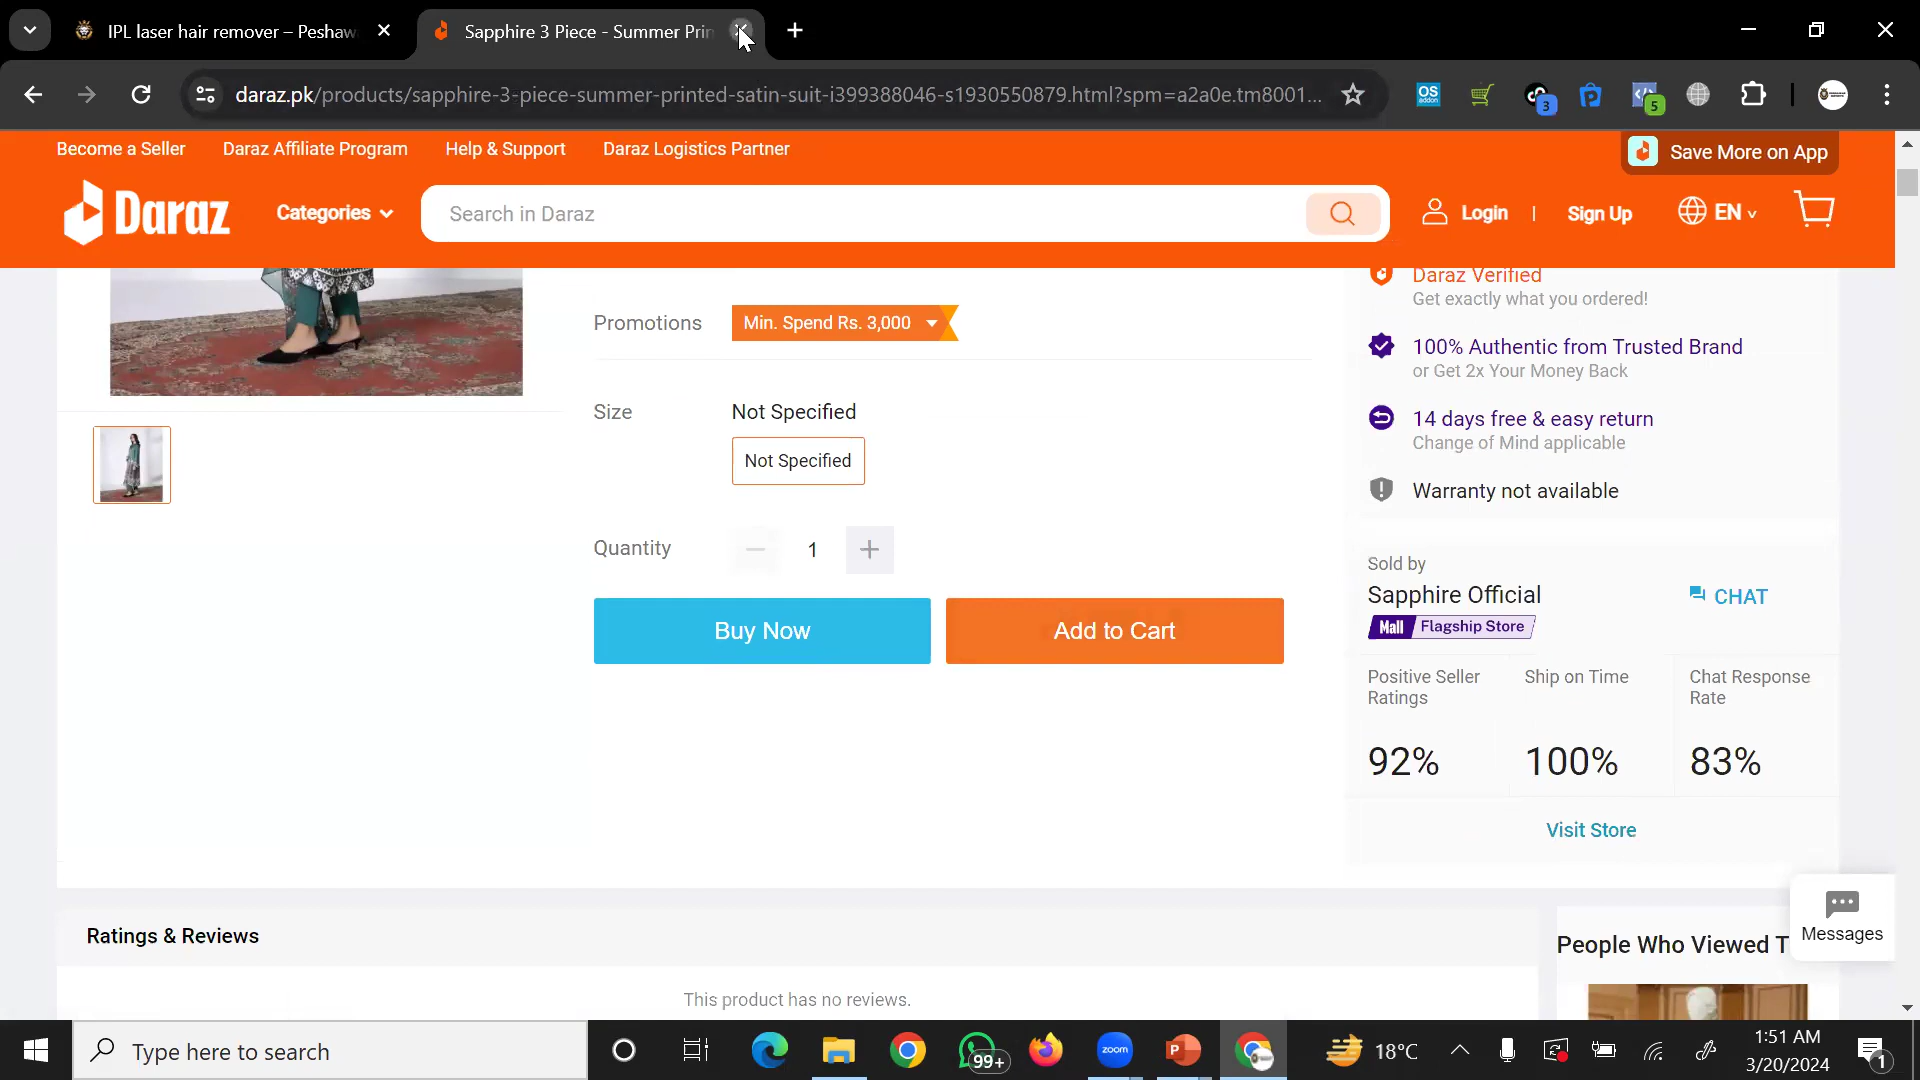 IPL laser hair remover – Peshaw
Sapphire 3 Piece - Summer Prin
daraz.pk/products/sapphire-3-piece-summer-printed-satin-suit-i399388046-s1930550879.html?spm=a2a0e.tm8001...
OS
addon
3
5
Become a Seller
Daraz Affiliate Program
Help & Support
Daraz Logistics Partner
Save More on App
Daraz
Categories
Search in Daraz
Login
Sign Up
EN
Promotions
Min. Spend Rs. 3,000
Size
Not Specified
Not Specified
Quantity
1
Buy Now
Add to Cart
Daraz Verified
Get exactly what you ordered!
100% Authentic from Trusted Brand
or Get 2x Your Money Back
14 days free & easy return
Change of Mind applicable
Warranty not available
Sold by
Sapphire Official
CHAT
Mall Flagship Store
Positive Seller
Ratings
Ship on Time
Chat Response
Rate
92%
100%
83%
Visit Store
Messages
Ratings & Reviews
People Who Viewed T
This product has no reviews.
Type here to search
99+
zoom
P
18°C
1:51 AM
3/20/2024
1